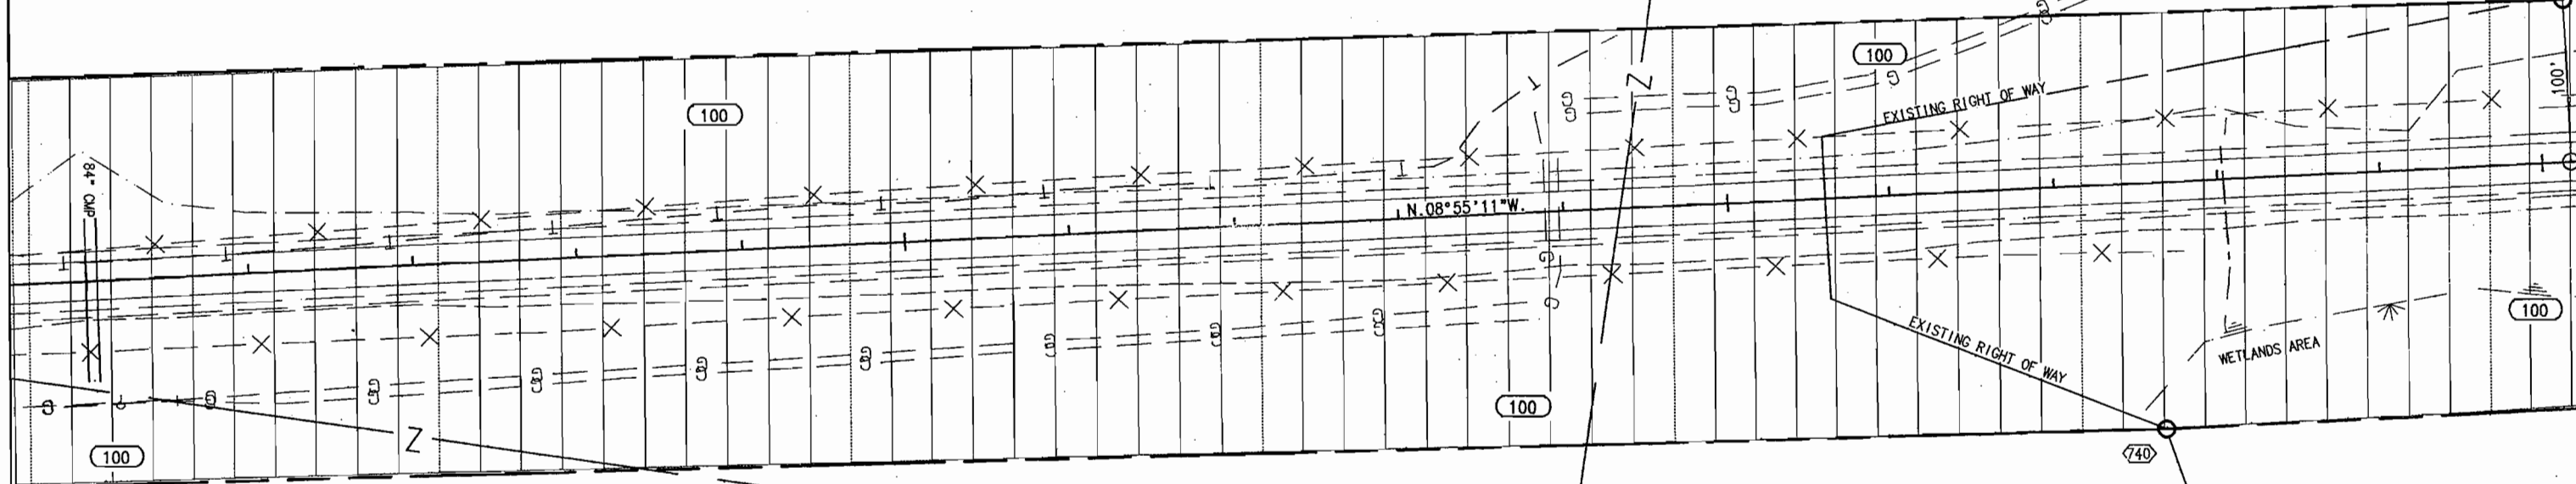 84" CMP
100
100
EXISTING RIGHT OF WAY
100'
N.08°55'11"W.
Z
T
T
T
T
T
T
G
G
G
G
G
G
G
G
100
EXISTING RIGHT OF WAY
WETLANDS AREA
100
Z
100
740